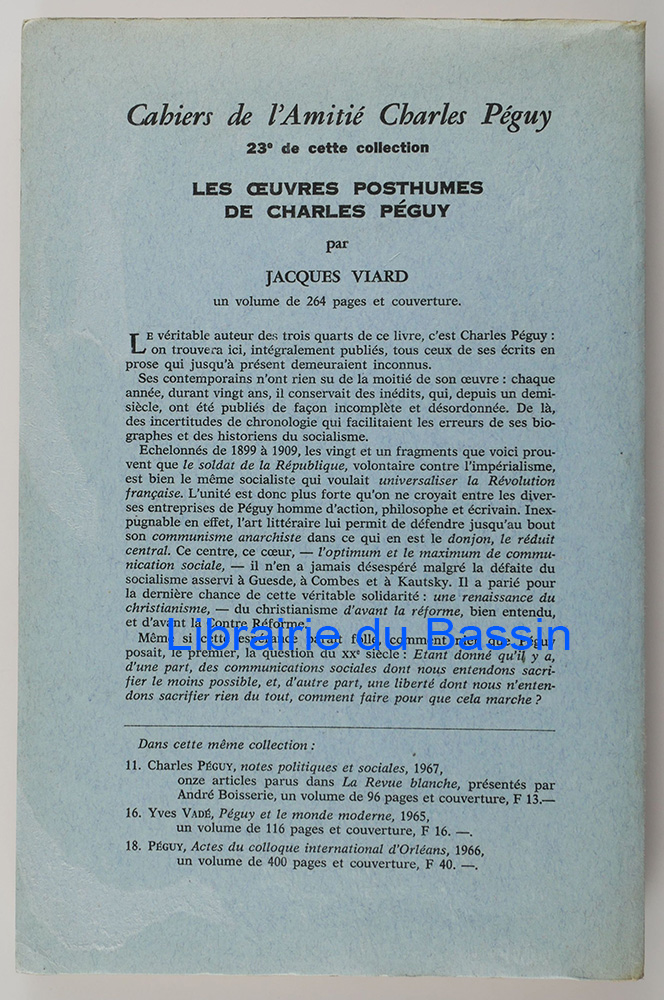 Cahiers de l'Amitié Charles Péguy
23e de cette collection
LES ŒUVRES POSTHUMES
DE CHARLES PÉGUY
par
JACQUES VIARD
un volume de 264 pages et couverture.
LE véritable auteur des trois quarts de ce livre, c'est Charles Péguy :
on trouvera ici, intégralement publiés, tous ceux de ses écrits en
prose qui jusqu'à présent demeuraient inconnus.
Ses contemporains n'ont rien su de la moitié de son œuvre : chaque
année, durant vingt ans, il conservait des inédits, qui, depuis un demi-
siècle, ont été publiés de façon incomplète et désordonnée. De là,
des incertitudes de chronologie qui facilitaient les erreurs de ses bio-
graphes et des historiens du socialisme.
Echelonnés de 1899 à 1909, les vingt et un fragments que voici prou-
vent que le soldat de la République, volontaire contre l'impérialisme,
est bien le même socialiste qui voulait universaliser la Révolution
française. L'unité est donc plus forte qu'on ne croyait entre les diver-
ses entreprises de Péguy homme d'action, philosophe et écrivain. Inex-
pugnable en effet, l'art littéraire lui permit de défendre jusqu'au bout
son communisme anarchiste dans ce qui en est le donjon, le réduit
central. Ce centre, ce cœur, — l'optimum et le maximum de commu-
nication sociale, — il n'en a jamais désespéré malgré la défaite du
socialisme asservi à Guesde, à Combes et à Kautsky. Il a parié pour
la dernière chance de cette véritable solidarité : une renaissance du
christianisme, — du christianisme d'avant la réforme, bien entendu,
et d'avant la Contre Réforme.
Même si cette espérance paraît folle, comment nier que Péguy
posait, le premier, la question du XXe siècle : Etant donné qu'il y a,
d'une part, des communications sociales dont nous entendons sacri-
fier le moins possible, et, d'autre part, une liberté dont nous n'enten-
dons sacrifier rien du tout, comment faire pour que cela marche ?
Librairie du Bassin
Dans cette même collection :
11. Charles PÉGUY, notes politiques et sociales, 1967,
onze articles parus dans La Revue blanche, présentés par
André Boisserie, un volume de 96 pages et couverture, F 13.—
16. Yves VADÉ, Péguy et le monde moderne, 1965,
un volume de 116 pages et couverture, F 16. —.
18. PÉGUY, Actes du colloque international d'Orléans, 1966,
un volume de 400 pages et couverture, F 40. —.